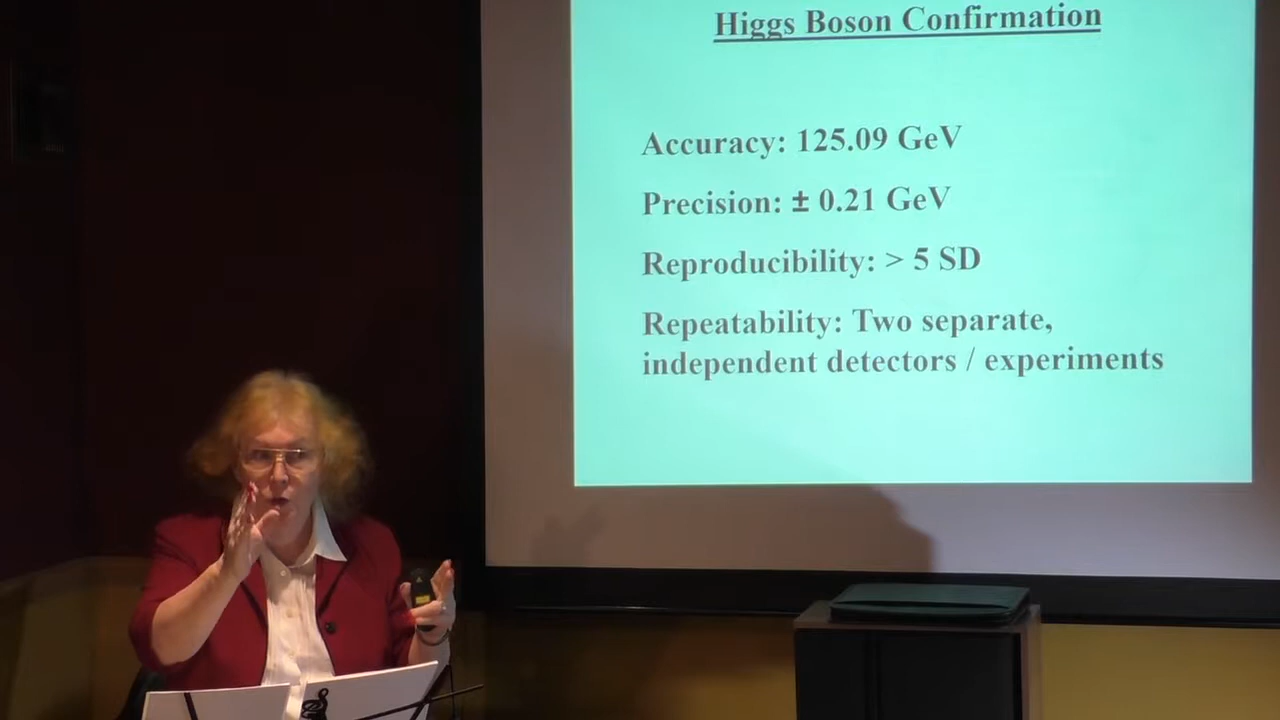 Higgs Boson Confirmation
Accuracy: 125.09 GeV
Precision: ± 0.21 GeV
Reproducibility: > 5 SD
Repeatability: Two separate,
independent detectors / experiments